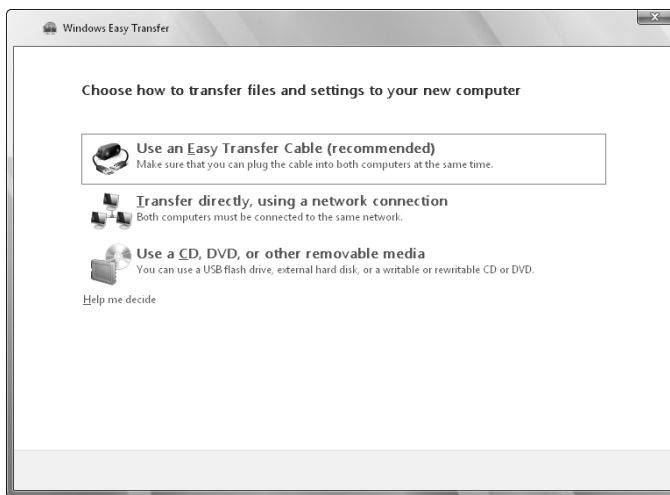 Windows Easy Transfer
Choose how to transfer files and settings to your new computer
Use an Easy Transfer Cable (recommended)
Make sure that you can plug the cable into both computers at the same time.
Transfer directly, using a network connection
Both computers must be connected to the same network.
Use a CD, DVD, or other removable media
You can use a USB flash drive, external hard disk, or a writable or rewritable CD or DVD.
Help me decide